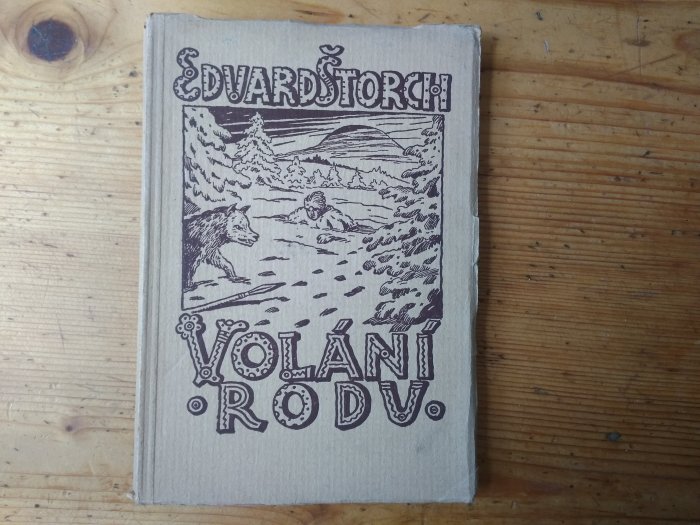 EDVARD ŠTORCH
VOLÁNÍ
• RODU •